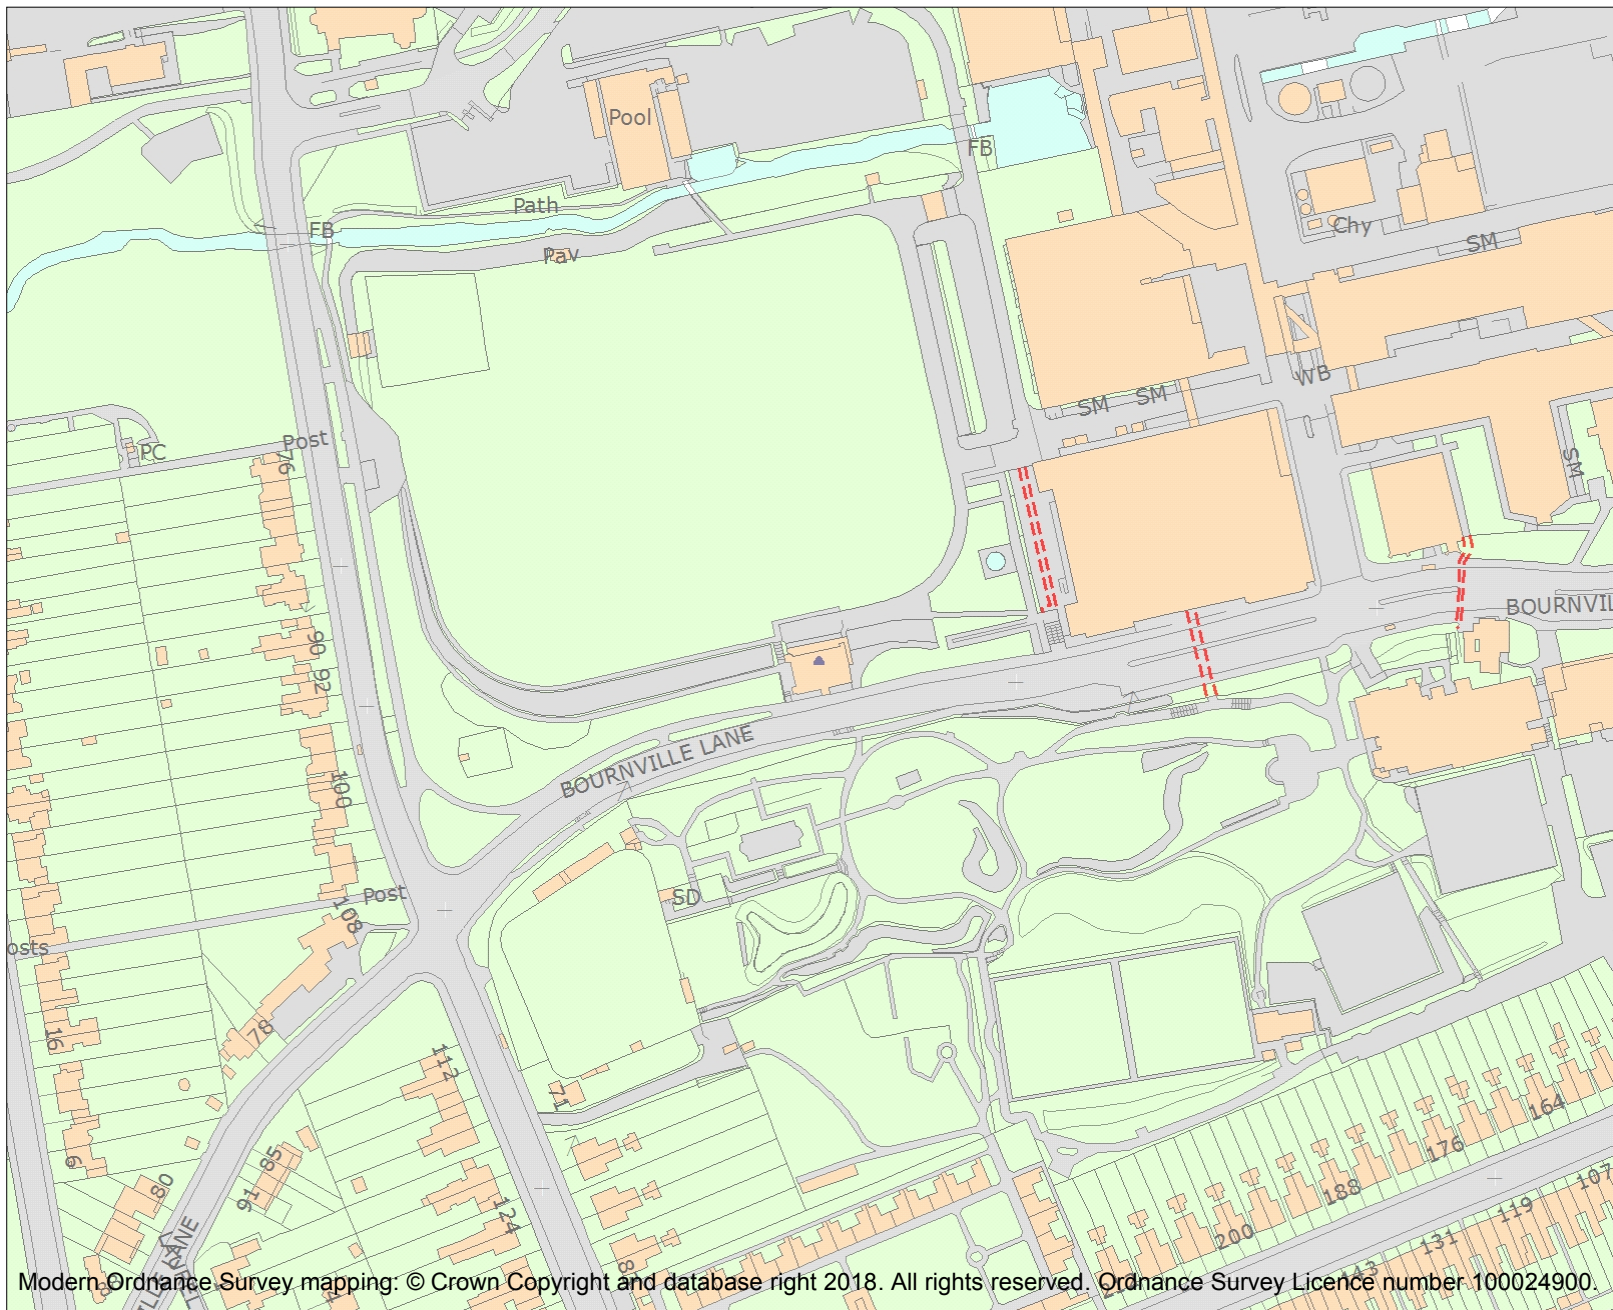 Pool
FB
Path
FB
Pav
Chy
SM
WB
SM
SM
Post
PC
76
SM
BOURNVIL
90
92
BOURNVILLE LANE
100
Post
SD
108
osts
16
78
112
71
164
176
6
80
85
91
188
107
119
124
200
131
LANE
Modern Ordnance Survey mapping: © Crown Copyright and database right 2018. All rights reserved. Ordnance Survey Licence number 100024900.